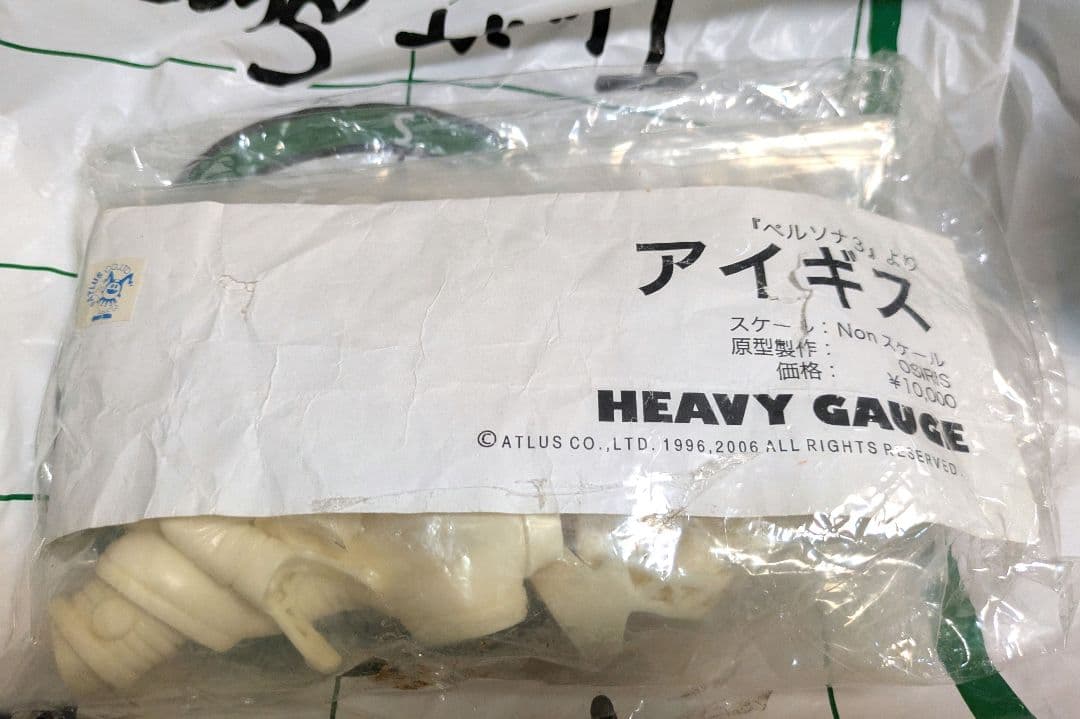 『ペルソナ3』より
アイギス
スケール： Nonスケール
原型製作： OSIRIS
価格： ¥10,000
HEAVY GAUGE
©ATLUS CO.,LTD. 1996,2006 ALL RIGHTS RESERVED.
ATLUS
S